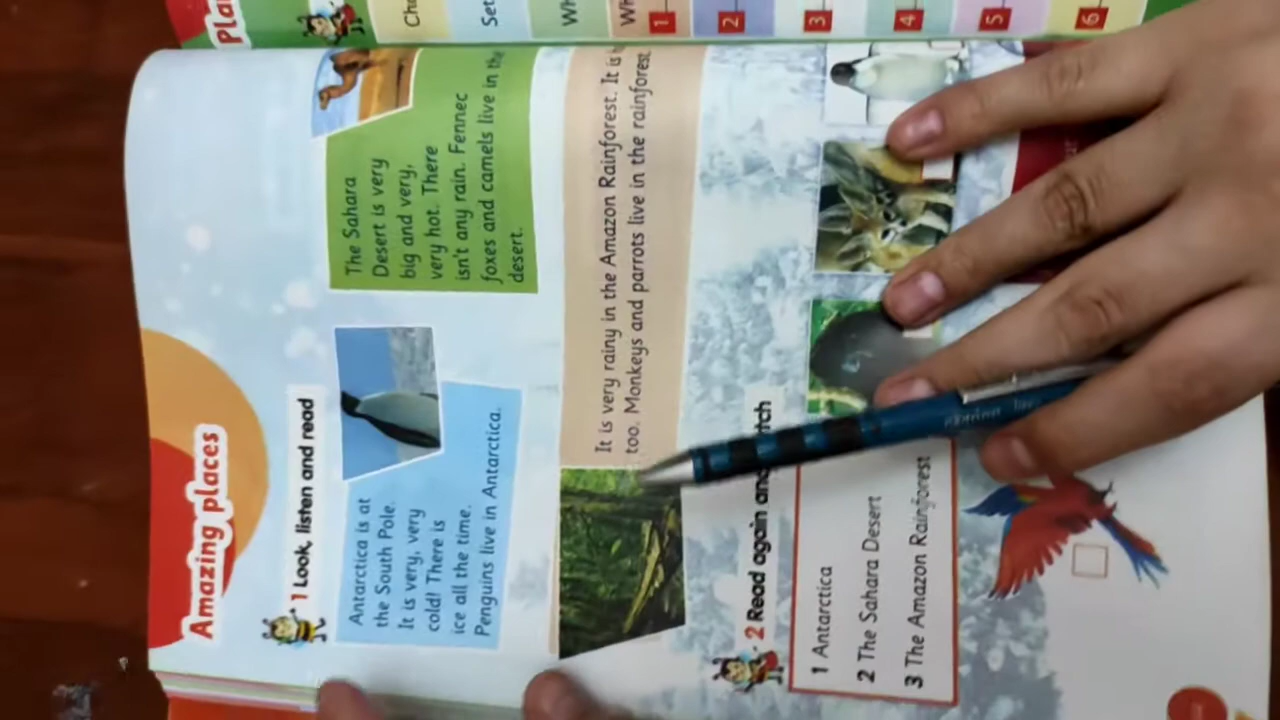 Amazing places
1 Look, listen and read
Antarctica is at
the South Pole.
It is very, very
cold! There is
ice all the time.
Penguins live in Antarctica.
The Sahara
Desert is very
big and very,
very hot. There
isn't any rain. Fennec
foxes and camels live in the
desert.
It is very rainy in the Amazon Rainforest. It is
too. Monkeys and parrots live in the rainforest
2 Read again and
1 Antarctica
2 The Sahara Desert
3 The Amazon Rainforest
1
2
3
4
5
6